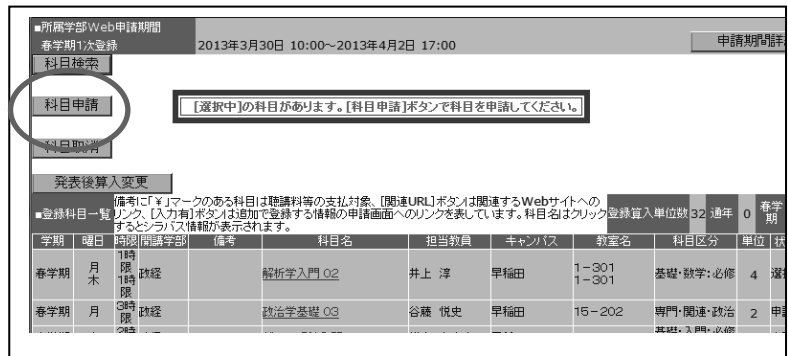 ■所属学部Web申請期間
春学期1次登録 2013年3月30日 10:00～2013年4月2日 17:00 申請期間詳
科目検索
科目申請 [選択中]の科目があります。[科目申請]ボタンで科目を申請してください。
科目取消
発表後算入変更
■登録科目一覧 備考に「￥」マークのある科目は聴講料等の支払対象、[関連URL]ボタンは関連するWebサイトへの
リンク、[入力有]ボタンは追加で登録する情報の申請画面へのリンクを表しています。科目名はクリック
するとシラバス情報が表示されます。
登録算入単位数 32 通年 0 春学期
学期 曜日 時限 開講学部 備考 科目名 担当教員 キャンパス 教室名 科目区分 単位 状
春学期 月 1時限 政経 解析学入門 02 井上 淳 早稲田 1-301 基礎・数学:必修 4 選
木 1時限 1-301
春学期 月 3時限 政経 政治学基礎 03 谷藤 悦史 早稲田 15-202 専門・関連・政治 2 申